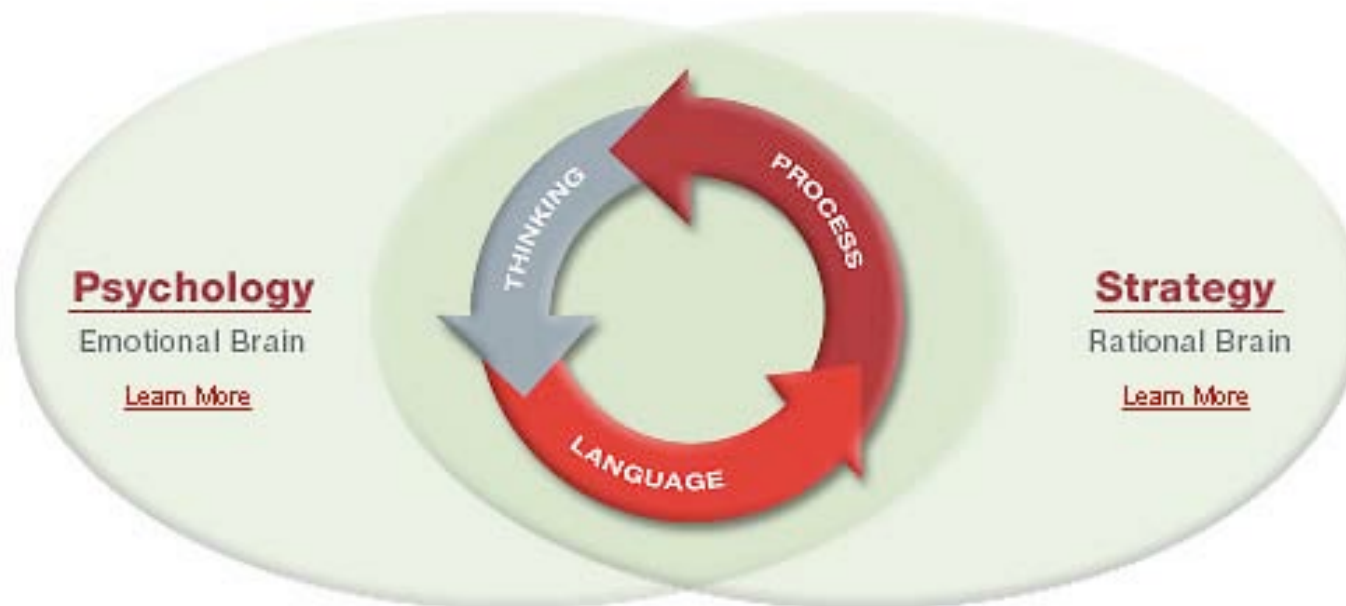 Psychology
Emotional Brain
Learn More
THINKING
PROCESS
LANGUAGE
Strategy
Rational Brain
Learn More